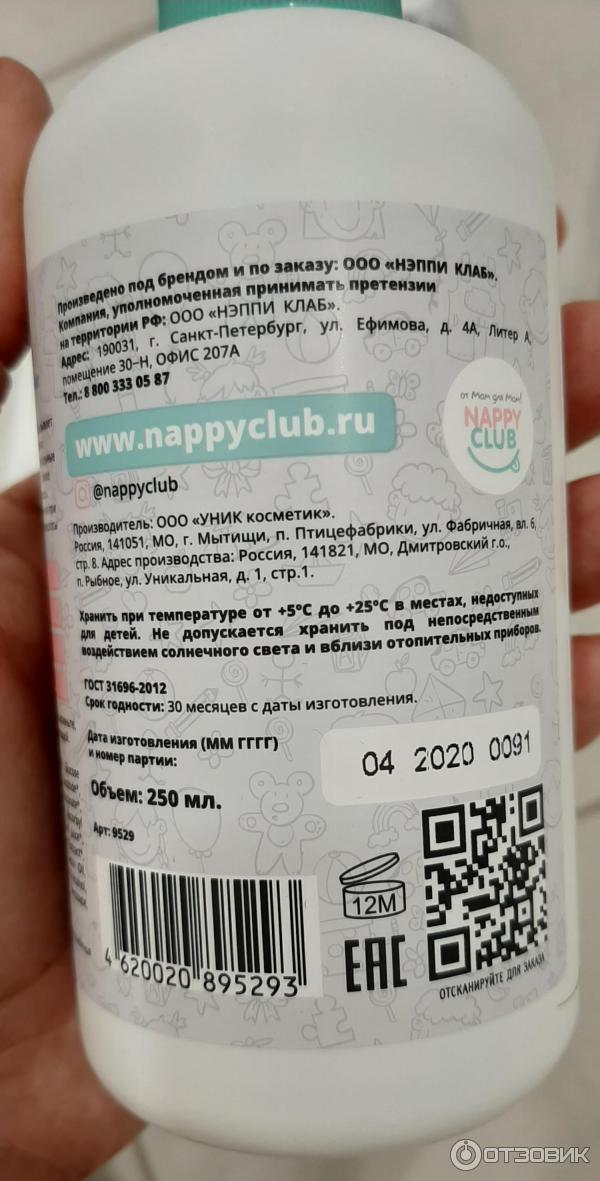 Произведено под брендом и по заказу: ООО «НЭППИ КЛАБ».
Компания, уполномоченная принимать претензии
на территории РФ: ООО «НЭППИ КЛАБ».
Адрес: 190031, г. Санкт-Петербург, ул. Ефимова, д. 4А, Литер А,
помещение 30-Н, ОФИС 207А
Тел.: 8 800 333 05 87
www.nappyclub.ru
от Мам для Мам!
NAPPY
CLUB
@nappyclub
Производитель: ООО «УНИК косметик».
Россия, 141051, МО, г. Мытищи, п. Птицефабрики, ул. Фабричная, вл. 6,
стр. 8. Адрес производства: Россия, 141821, МО, Дмитровский г.о.,
п. Рыбное, ул. Уникальная, д. 1, стр.1.
Хранить при температуре от +5°С до +25°С в местах, недоступных
для детей. Не допускается хранить под непосредственным
воздействием солнечного света и вблизи отопительных приборов.
ГОСТ 31696-2012
Срок годности: 30 месяцев с даты изготовления.
Дата изготовления (ММ ГГГГ)
и номер партии:
04 2020 0091
Объем: 250 мл.
Арт: 9529
4 620020 895293
12М
EAC
ОТСКАНИРУЙТЕ ДЛЯ ЗАКАЗА
ОТЗОВИК